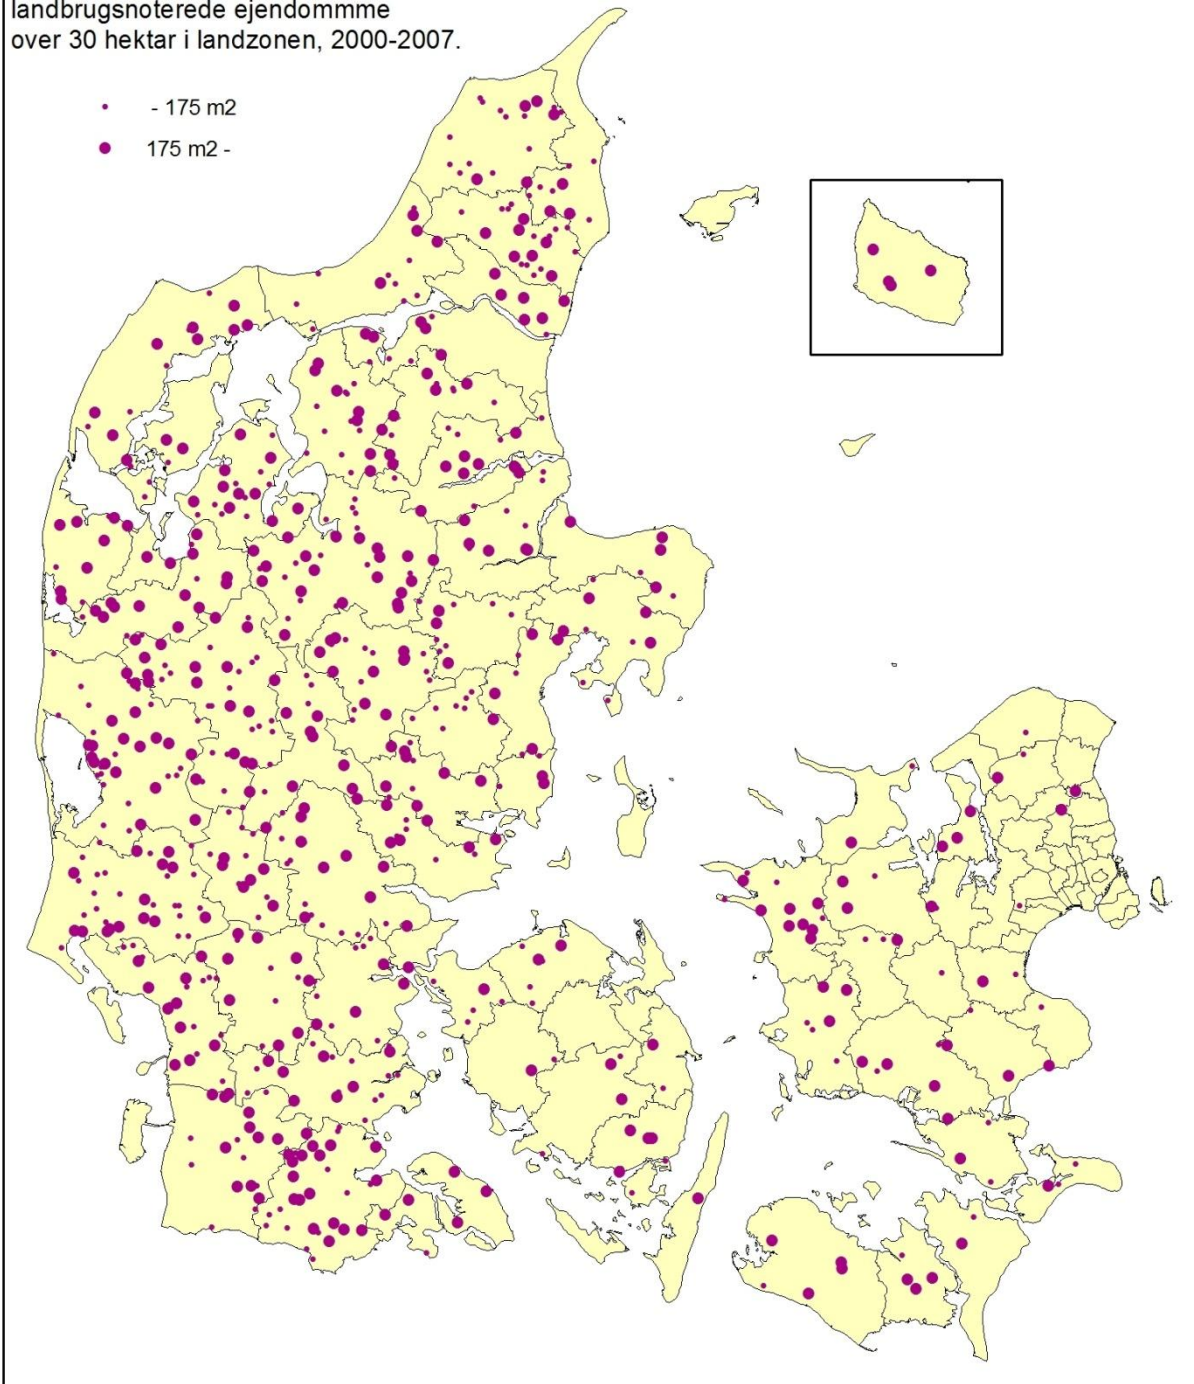 landbrugsnoterede ejendommme
over 30 hektar i landzonen, 2000-2007.
- 175 m2
175 m2 -